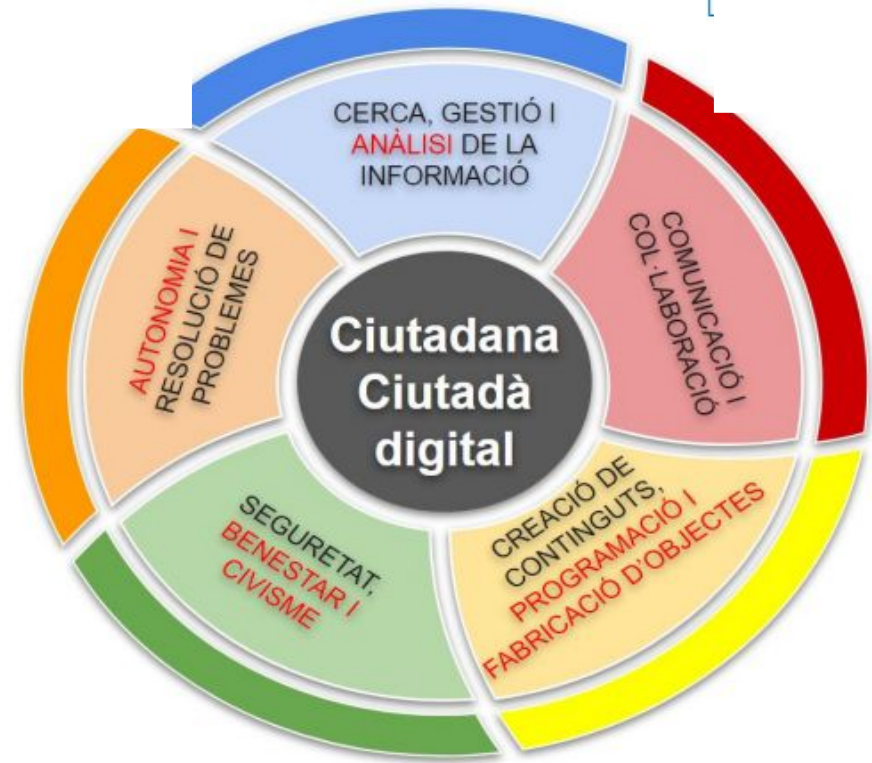 CERCA, GESTIÓ I
ANÀLISI DE LA
INFORMACIÓ
COMUNICACIÓ I
COL·LABORACIÓ
CREACIÓ DE
CONTINGUTS,
PROGRAMACIÓ I
FABRICACIÓ D'OBJECTES
SEGURETAT,
BENESTAR I
CIVISME
AUTONOMIA I
RESOLUCIÓ DE
PROBLEMES
Ciutadana
Ciutadà
digital